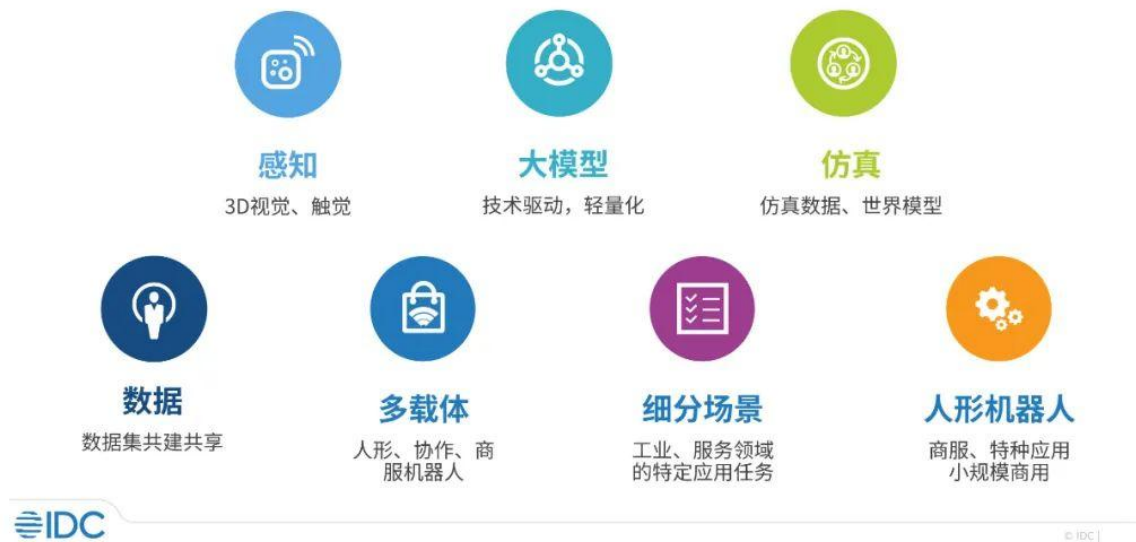 感知
3D视觉、触觉
大模型
技术驱动，轻量化
仿真
仿真数据、世界模型
数据
数据集共建共享
多载体
人形、协作、商
服机器人
细分场景
工业、服务领域
的特定应用任务
人形机器人
商服、特种应用
小规模商用
IDC
© IDC |